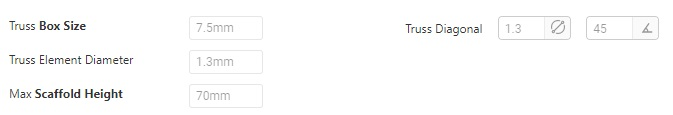 Truss Box Size 7.5mm Truss Diagonal 1.3 45
Truss Element Diameter 1.3mm
Max Scaffold Height 70mm